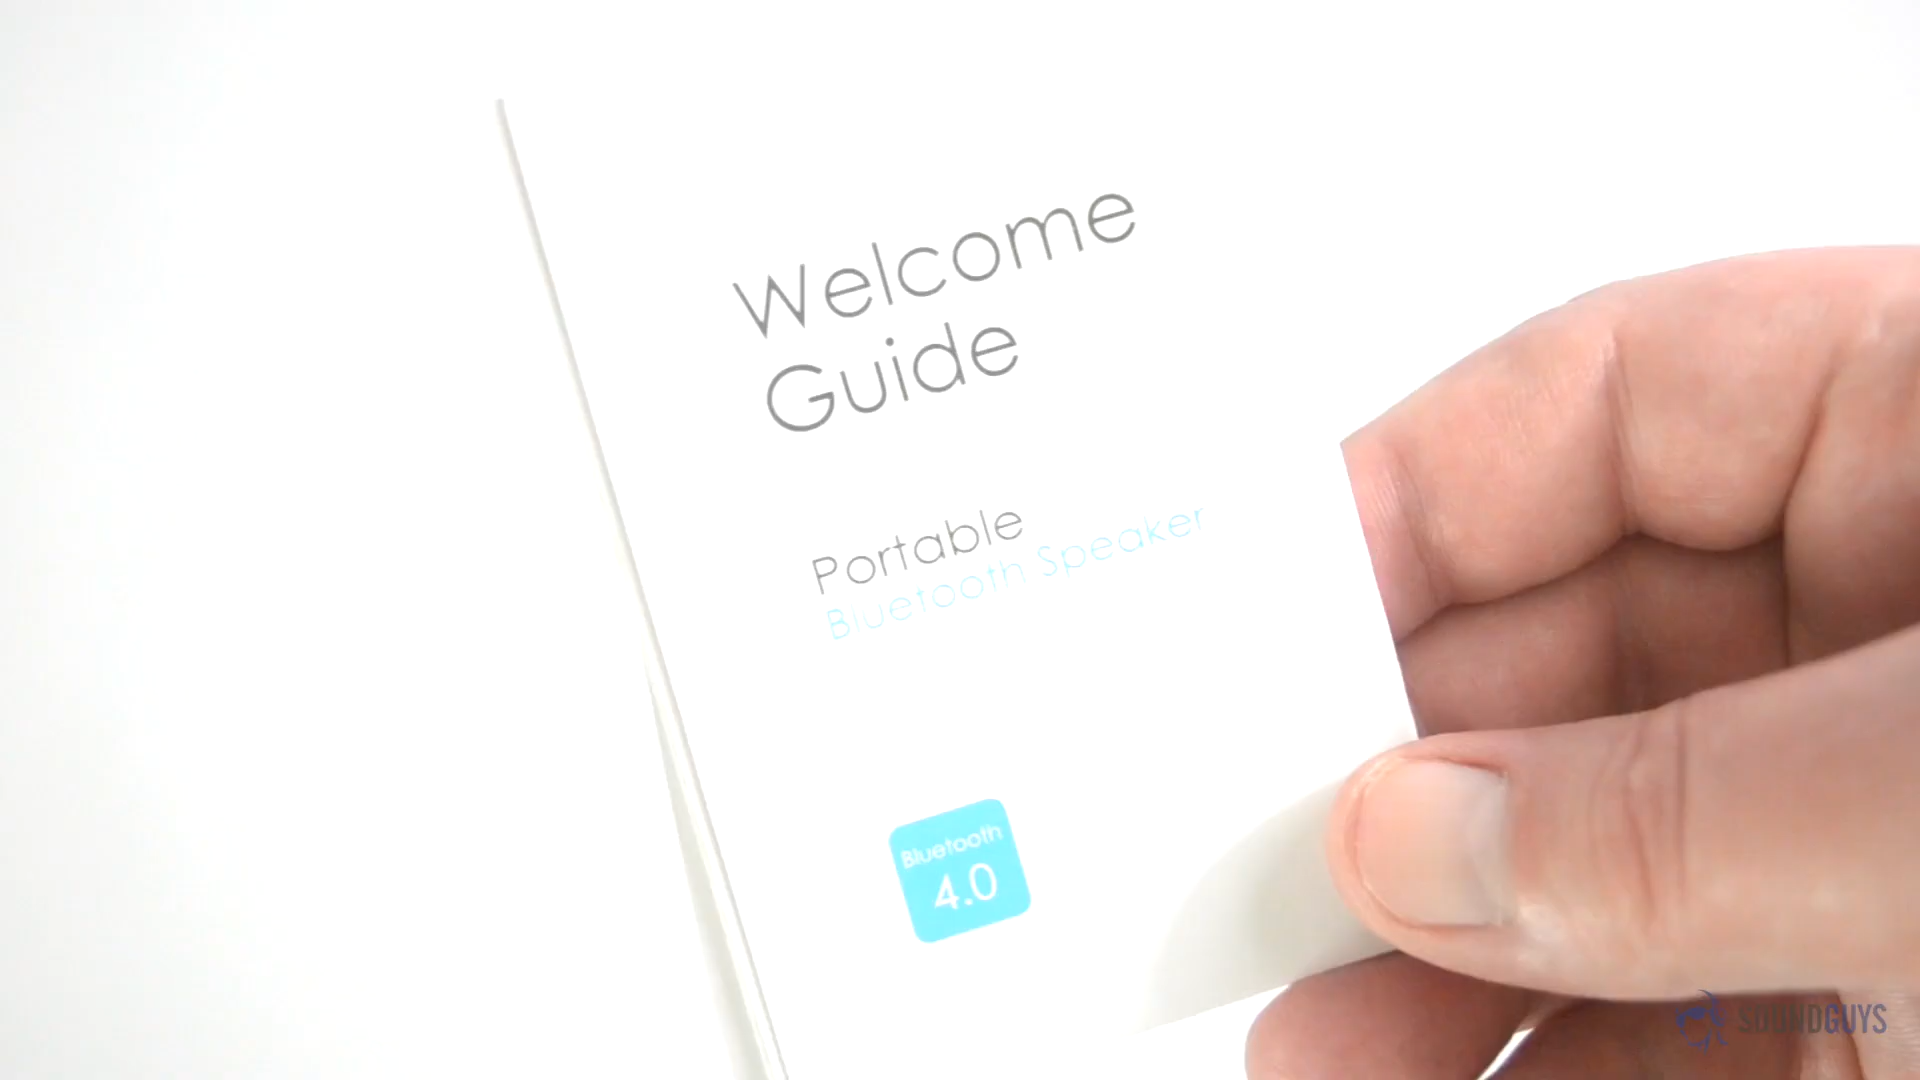 Welcome
Guide
Portable
Bluetooth Speaker
Bluetooth
4.0
SOUNDGUYS